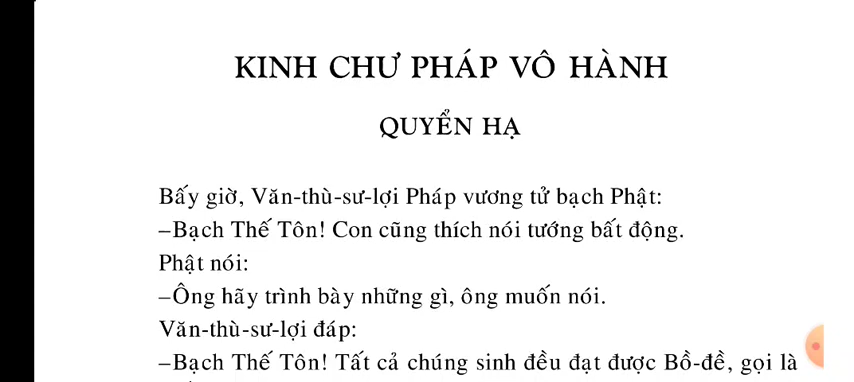 KINH CHƯ PHÁP VÔ HÀNH
QUYỂN HẠ
Bấy giờ, Văn-thù-sư-lợi Pháp vương tử bạch Phật:
–Bạch Thế Tôn! Con cũng thích nói tướng bất động.
Phật nói:
–Ông hãy trình bày những gì, ông muốn nói.
Văn-thù-sư-lợi đáp:
–Bạch Thế Tôn! Tất cả chúng sinh đều đạt được Bồ-đề, gọi là